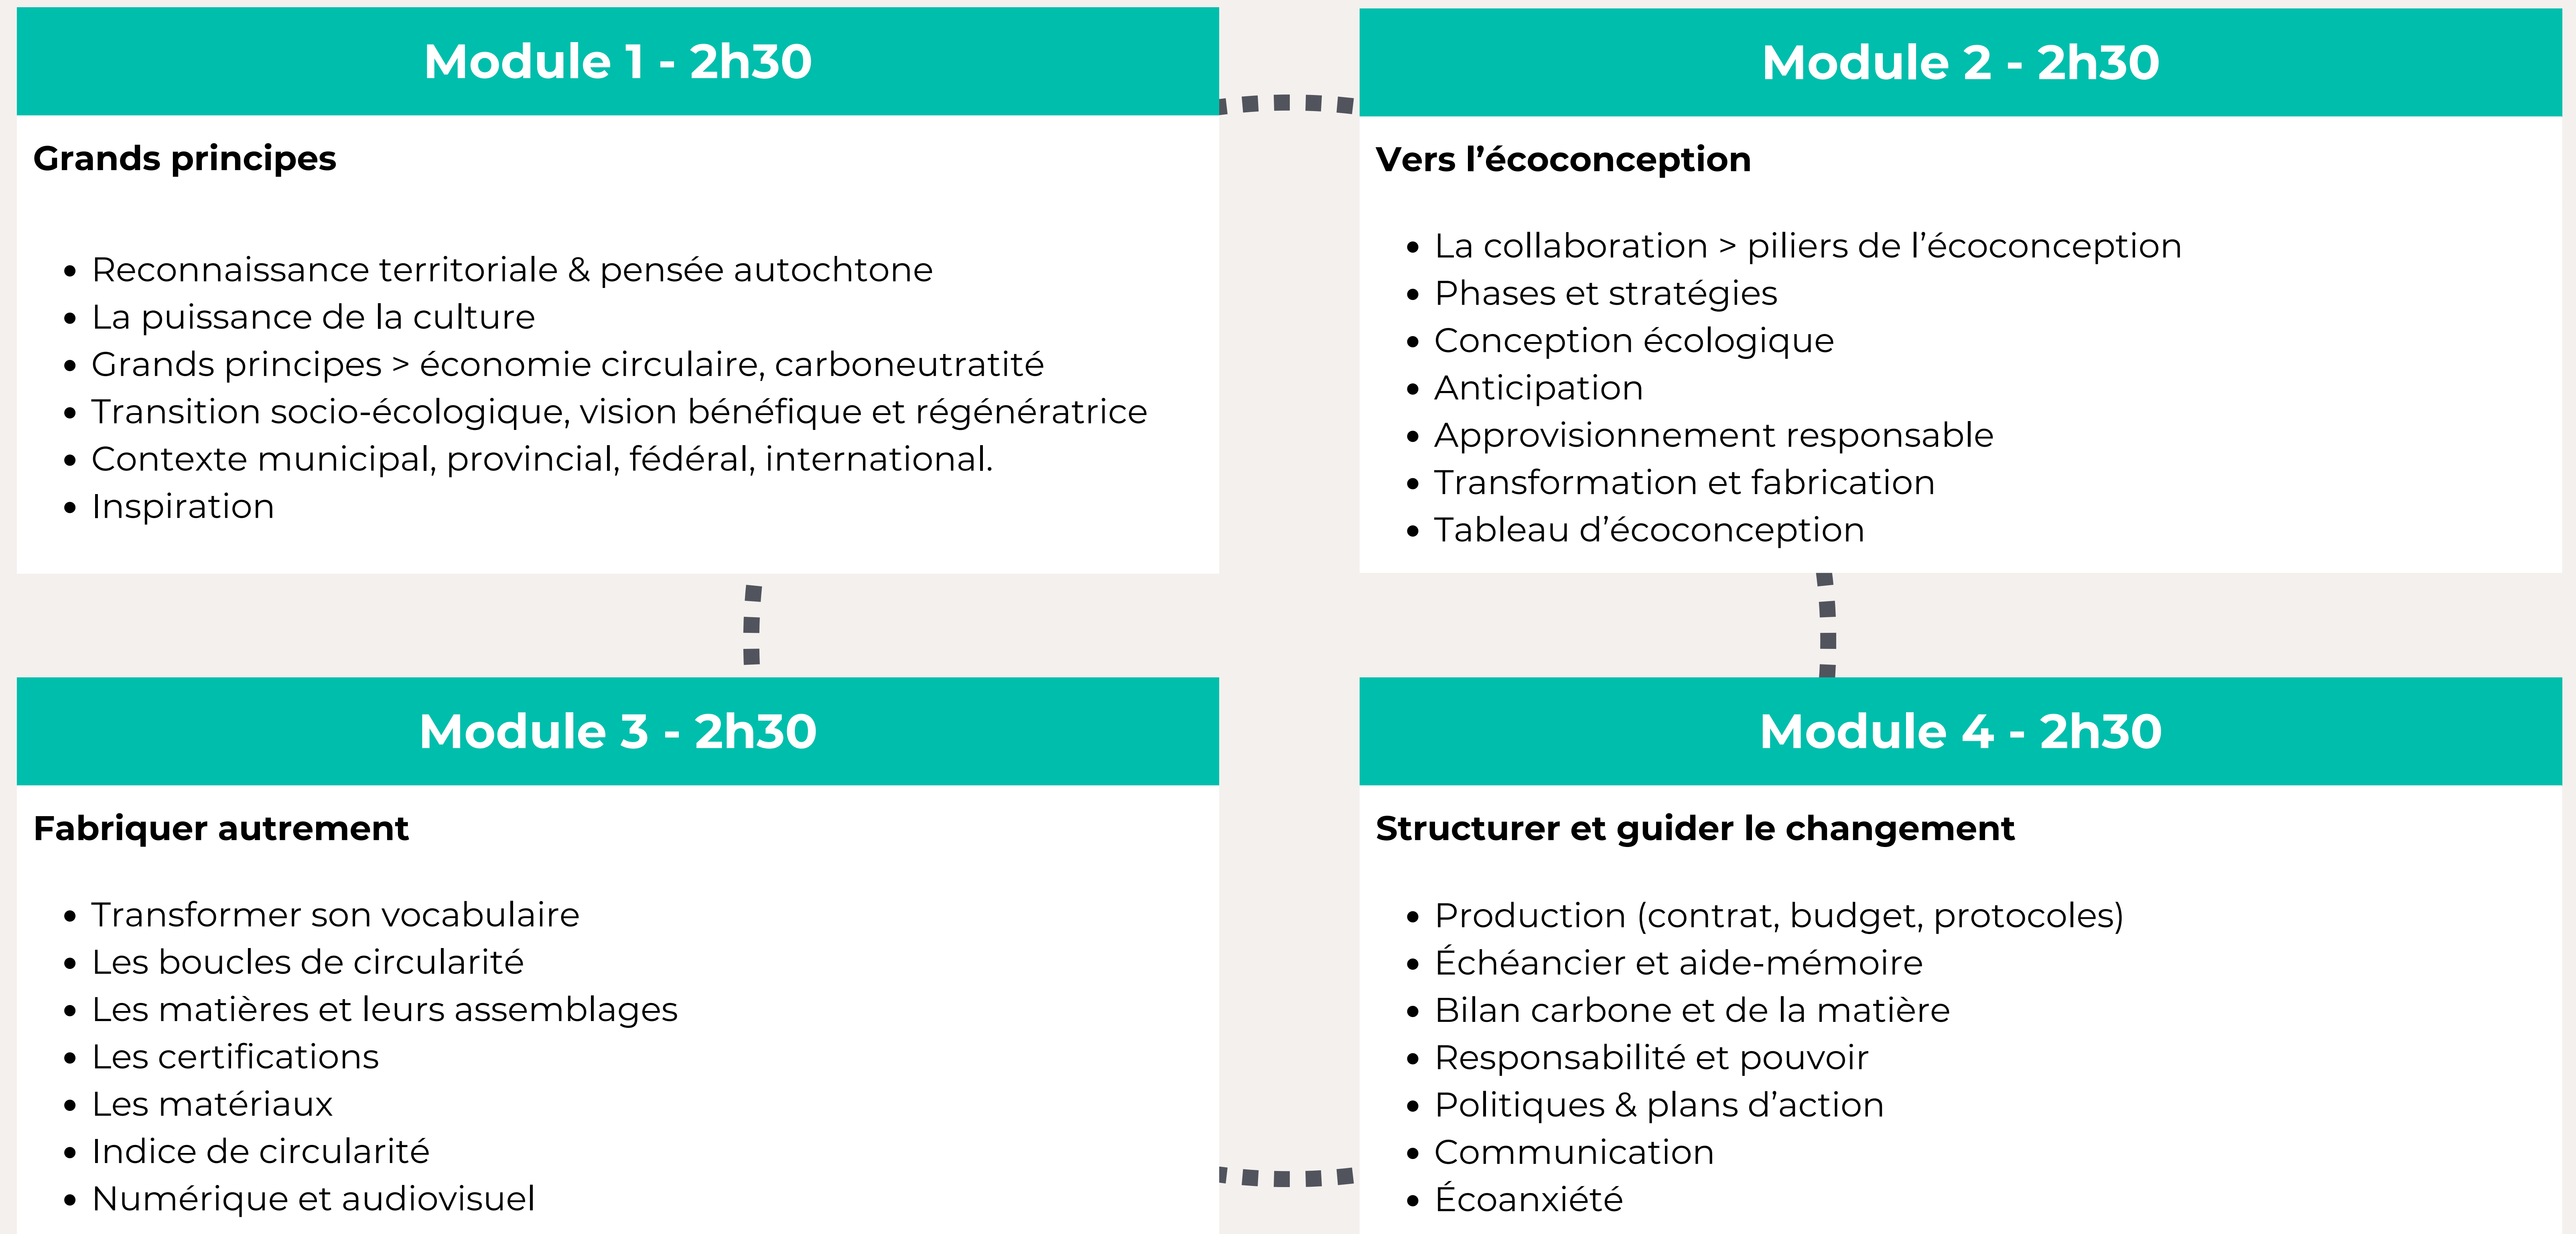 Module 1 - 2h30
Grands principes
• Reconnaissance territoriale & pensée autochtone
• La puissance de la culture
• Grands principes > économie circulaire, carboneutratité
• Transition socio-écologique, vision bénéfique et régénératrice
• Contexte municipal, provincial, fédéral, international.
• Inspiration
Module 2 - 2h30
Vers l’écoconception
• La collaboration > piliers de l’écoconception
• Phases et stratégies
• Conception écologique
• Anticipation
• Approvisionnement responsable
• Transformation et fabrication
• Tableau d’écoconception
Module 3 - 2h30
Fabriquer autrement
• Transformer son vocabulaire
• Les boucles de circularité
• Les matières et leurs assemblages
• Les certifications
• Les matériaux
• Indice de circularité
• Numérique et audiovisuel
Module 4 - 2h30
Structurer et guider le changement
• Production (contrat, budget, protocoles)
• Échéancier et aide-mémoire
• Bilan carbone et de la matière
• Responsabilité et pouvoir
• Politiques & plans d’action
• Communication
• Écoanxiété